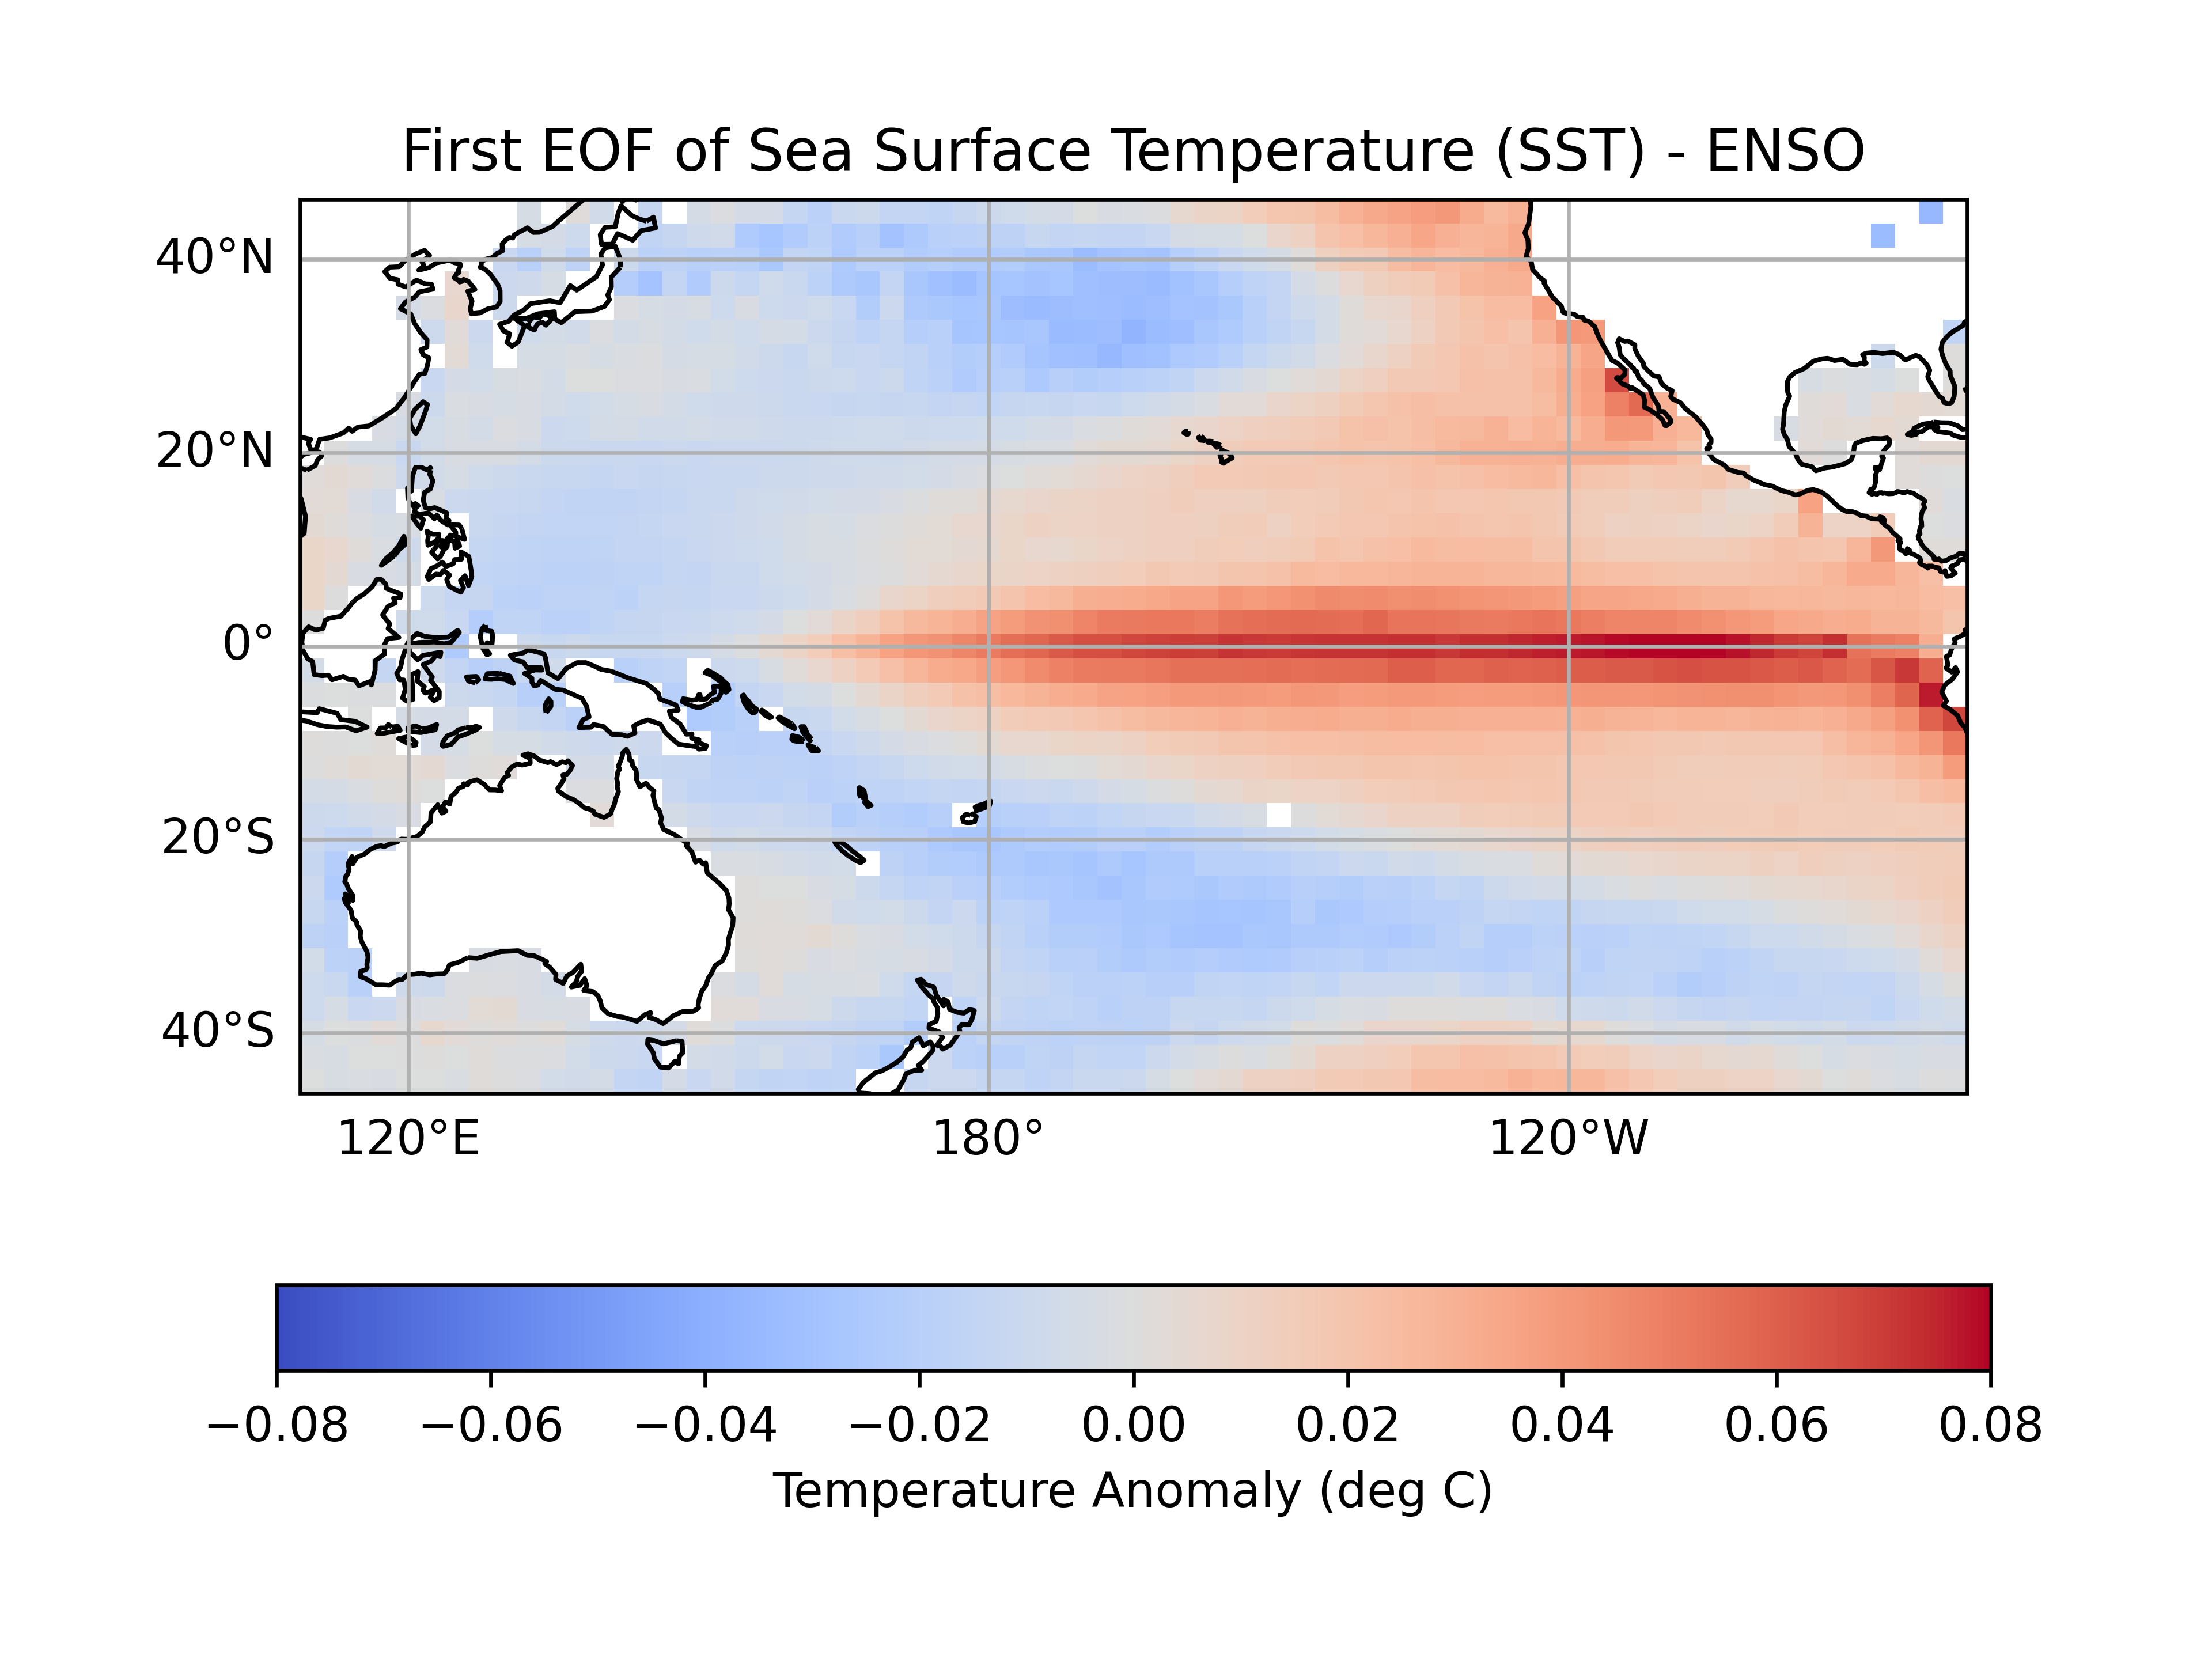 First EOF of Sea Surface Temperature (SST) - ENSO
40°N
20°N
0°
20°S
40°S
120°E 180° 120°W
−0.08 −0.06 −0.04 −0.02 0.00 0.02 0.04 0.06 0.08
Temperature Anomaly (deg C)